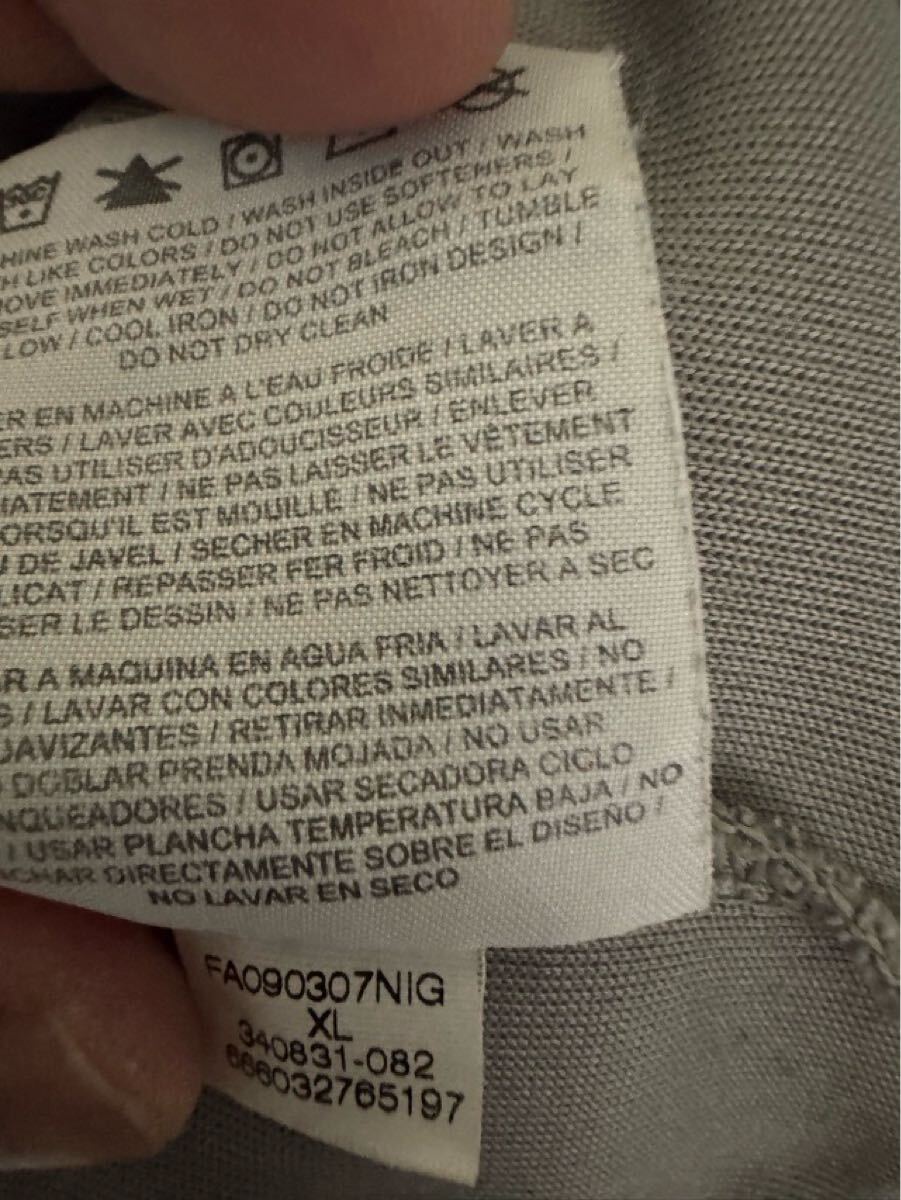 HINE WASH COLD / WASH INSIDE OUT / WASH
H LIKE COLORS / DO NOT USE SOFTENERS /
OVE IMMEDIATELY / DO NOT ALLOW TO LAY
SELF WHEN WET / DO NOT BLEACH / TUMBLE
LOW / COOL IRON / DO NOT IRON DESIGN /
DO NOT DRY CLEAN
ER EN MACHINE A L'EAU FROIDE / LAVER A
ERS / LAVER AVEC COULEURS SIMILAIRES /
PAS UTILISER D'ADOUCISSEUR / ENLEVER
IATEMENT / NE PAS LAISSER LE VÊTEMENT
ORSQU'IL EST MOUILLE / NE PAS UTILISER
U DE JAVEL / SECHER EN MACHINE CYCLE
LICAT / REPASSER FER FROID / NE PAS
SER LE DESSIN / NE PAS NETTOYER A SEC
AR A MAQUINA EN AGUA FRIA / LAVAR AL
S / LAVAR CON COLORES SIMILARES / NO
UAVIZANTES / RETIRAR INMEDIATAMENTE /
DOBLAR PRENDA MOJADA / NO USAR
NQUEADORES / USAR SECADORA CICLO
/ USAR PLANCHA TEMPERATURA BAJA / NO
CHAR DIRECTAMENTE SOBRE EL DISEÑO /
NO LAVAR EN SECO
FA090307NIG
XL
340831-082
666032765197